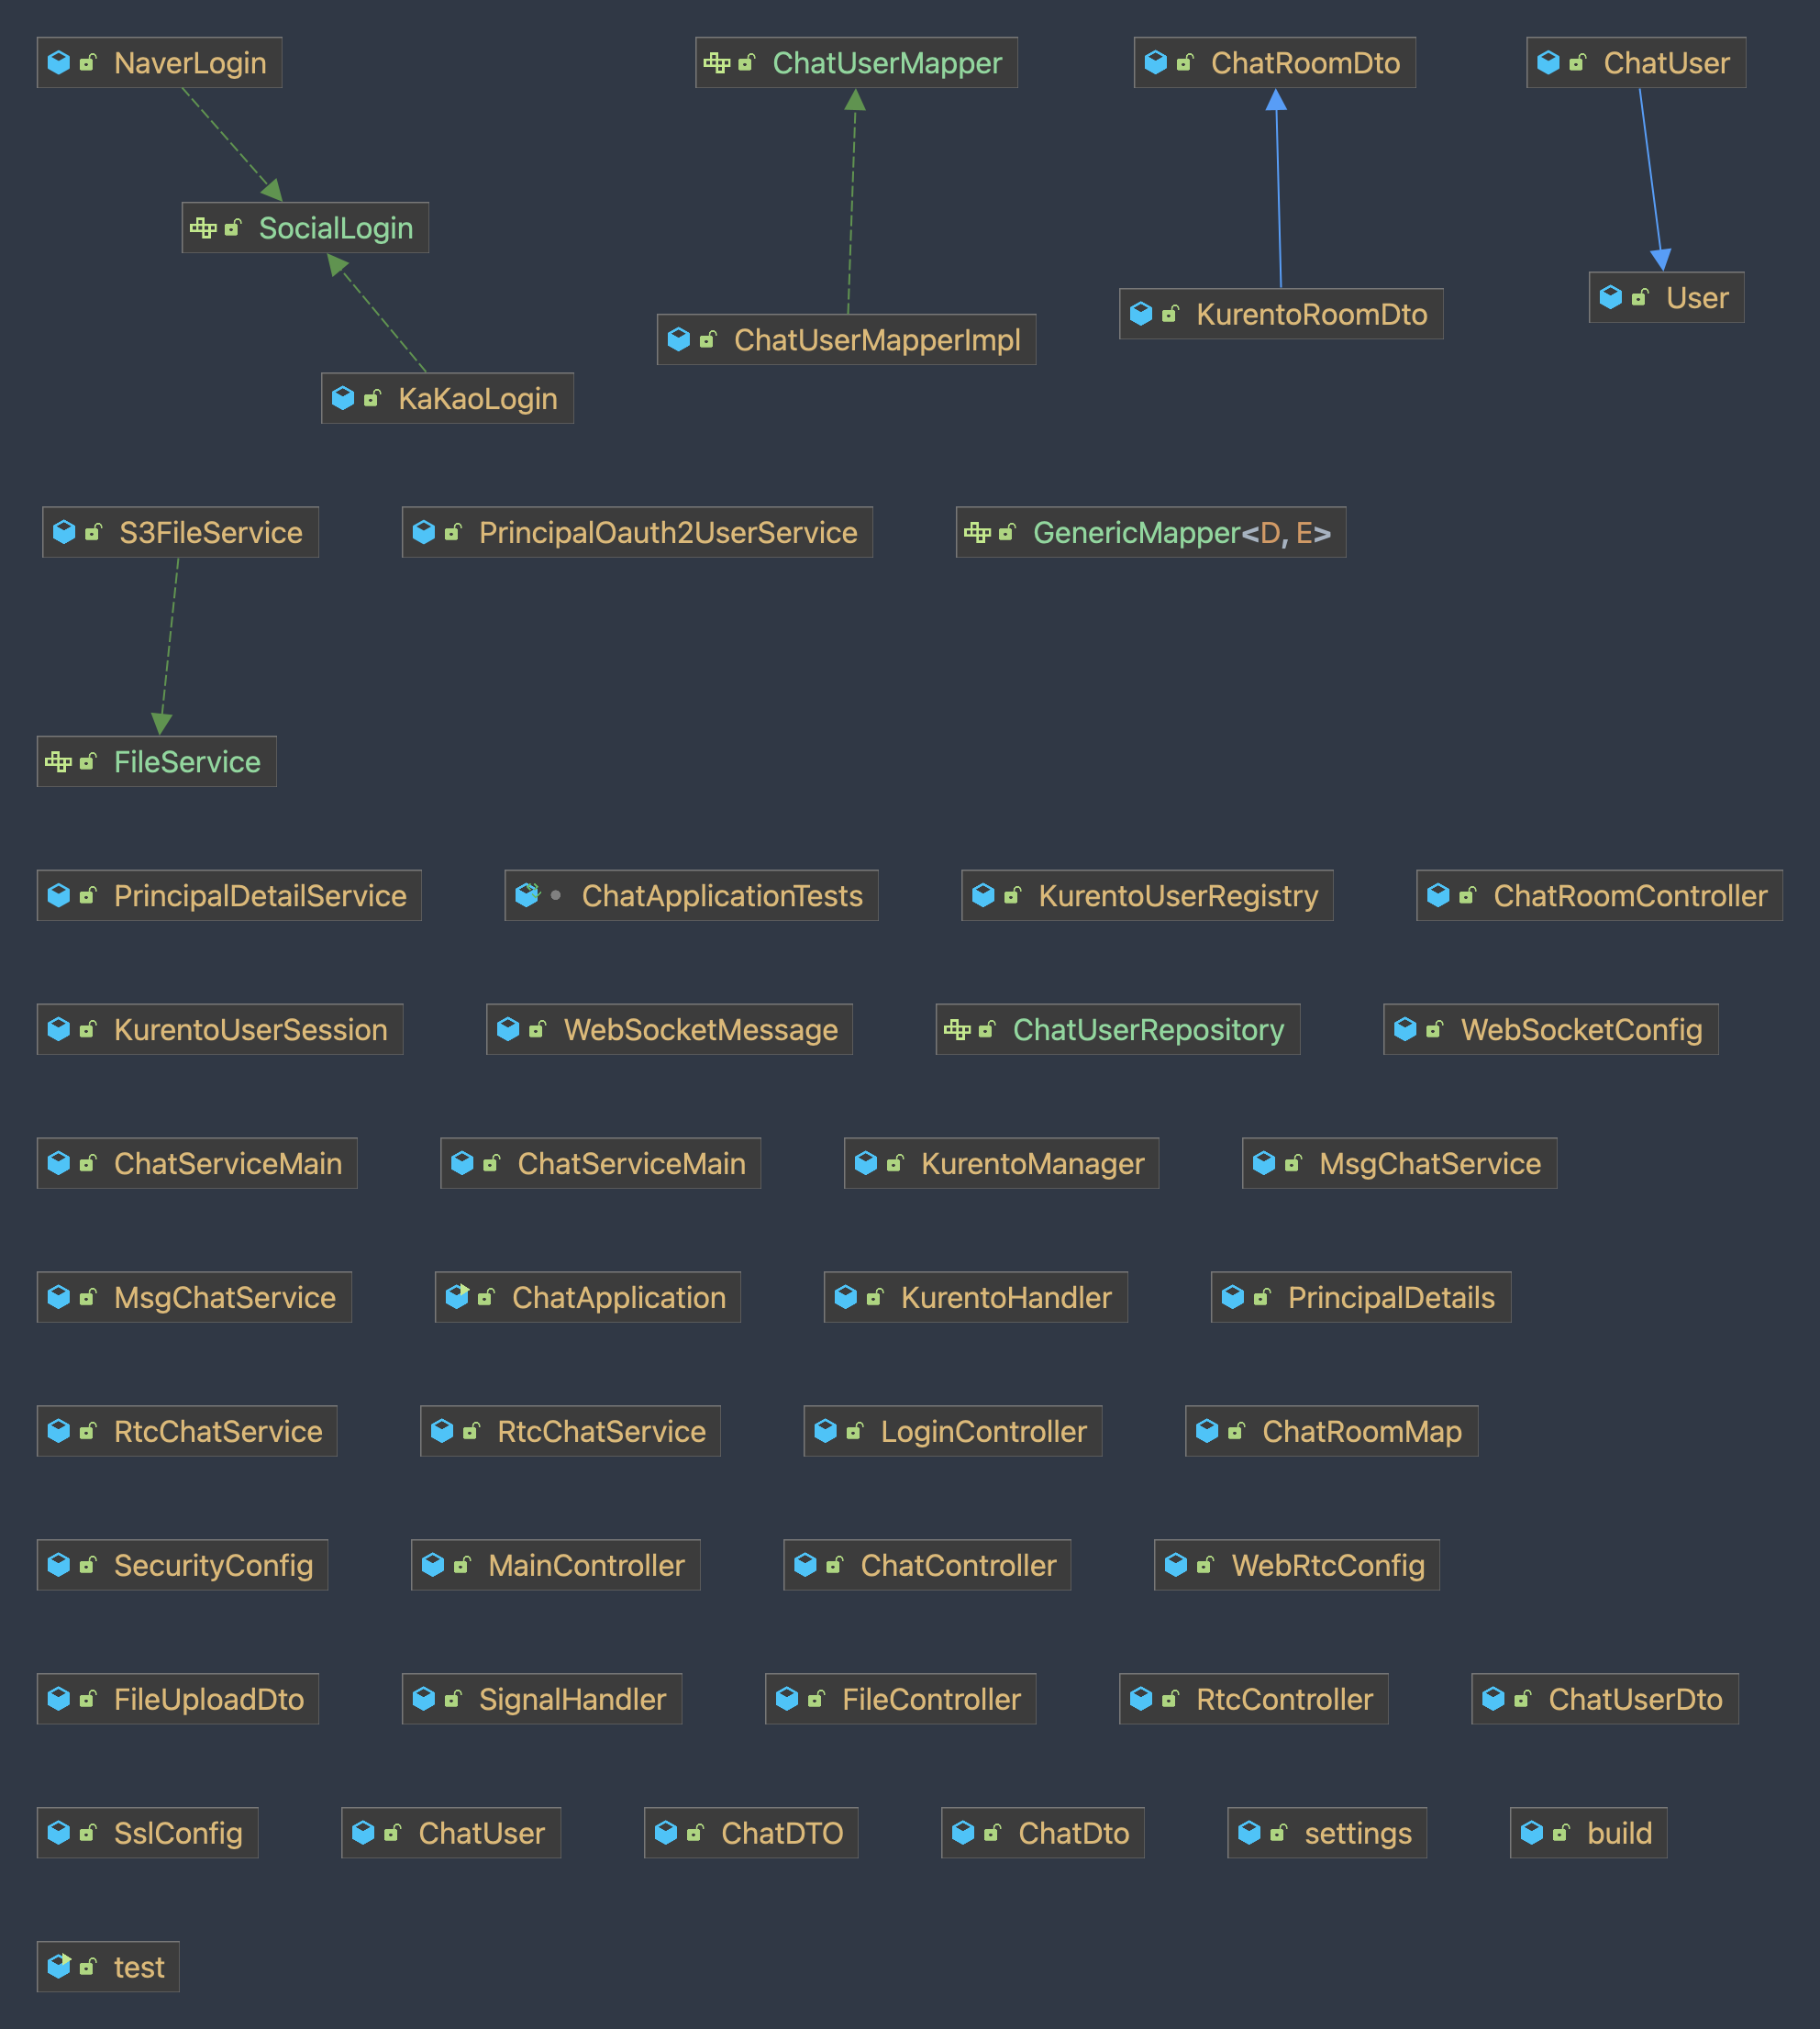 NaverLogin
ChatUserMapper
ChatRoomDto
ChatUser
SocialLogin
User
KurentoRoomDto
ChatUserMapperImpl
KaKaoLogin
S3FileService
PrincipalOauth2UserService
GenericMapper<D, E>
FileService
PrincipalDetailService
ChatApplicationTests
KurentoUserRegistry
ChatRoomController
KurentoUserSession
WebSocketMessage
ChatUserRepository
WebSocketConfig
ChatServiceMain
ChatServiceMain
KurentoManager
MsgChatService
MsgChatService
ChatApplication
KurentoHandler
PrincipalDetails
RtcChatService
RtcChatService
LoginController
ChatRoomMap
SecurityConfig
MainController
ChatController
WebRtcConfig
FileUploadDto
SignalHandler
FileController
RtcController
ChatUserDto
SslConfig
ChatUser
ChatDTO
ChatDto
settings
build
test